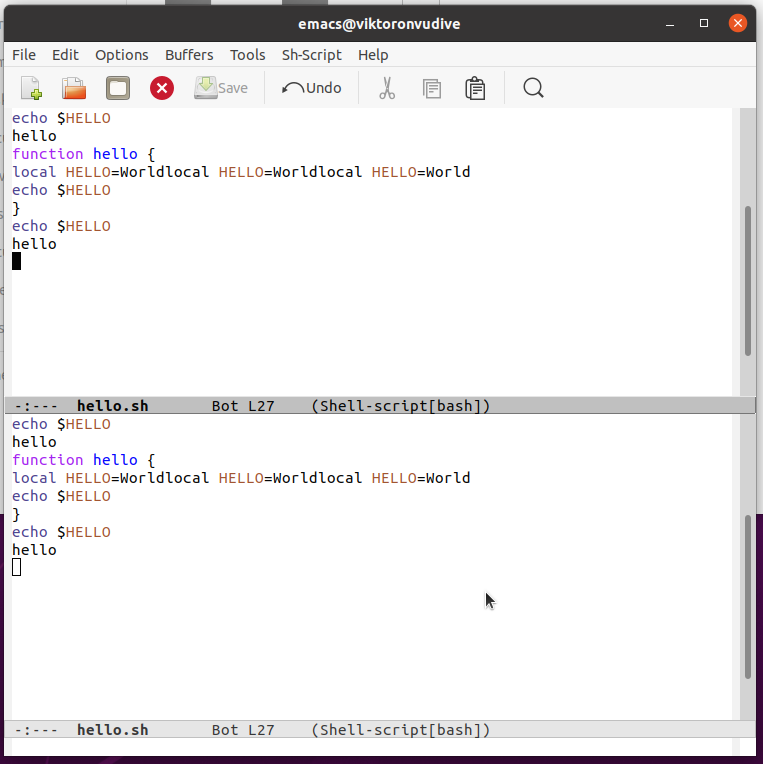 emacs@viktoronvudive
File Edit Options Buffers Tools Sh-Script Help
Save Undo
echo $HELLO
hello
function hello {
local HELLO=Worldlocal HELLO=Worldlocal HELLO=World
echo $HELLO
}
echo $HELLO
hello
-:--- hello.sh Bot L27 (Shell-script[bash])
echo $HELLO
hello
function hello {
local HELLO=Worldlocal HELLO=Worldlocal HELLO=World
echo $HELLO
}
echo $HELLO
hello
-:--- hello.sh Bot L27 (Shell-script[bash])